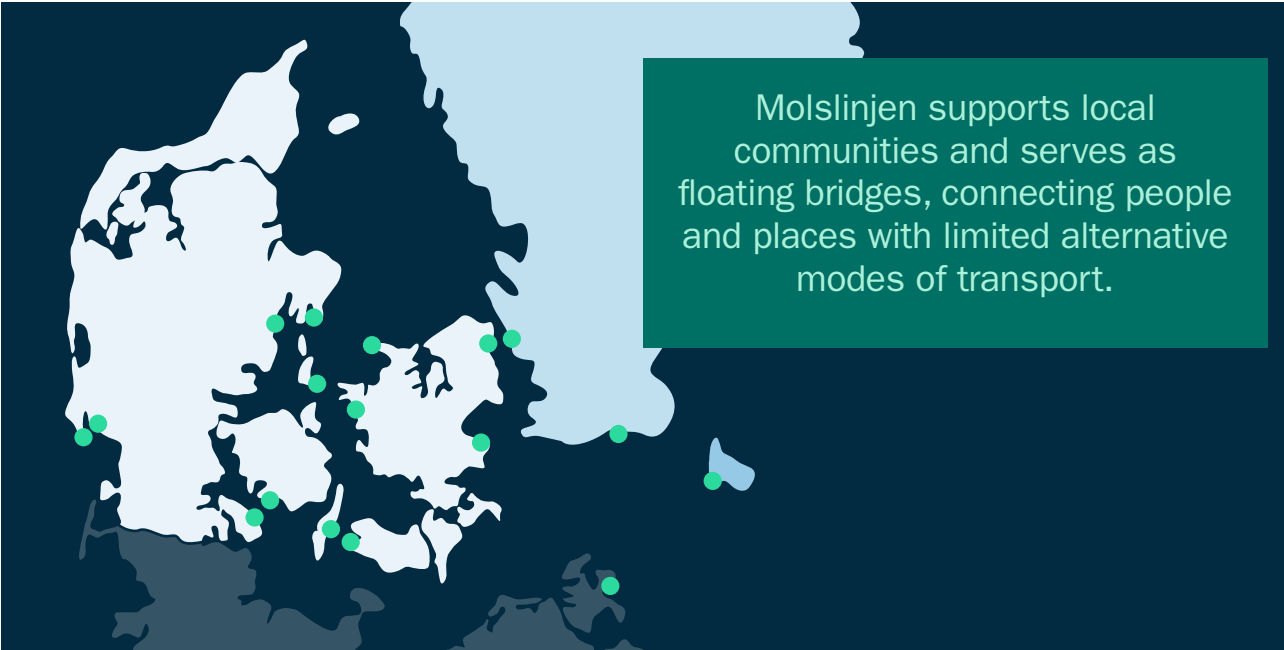 Molslinjen supports local
communities and serves as
floating bridges, connecting people
and places with limited alternative
modes of transport.